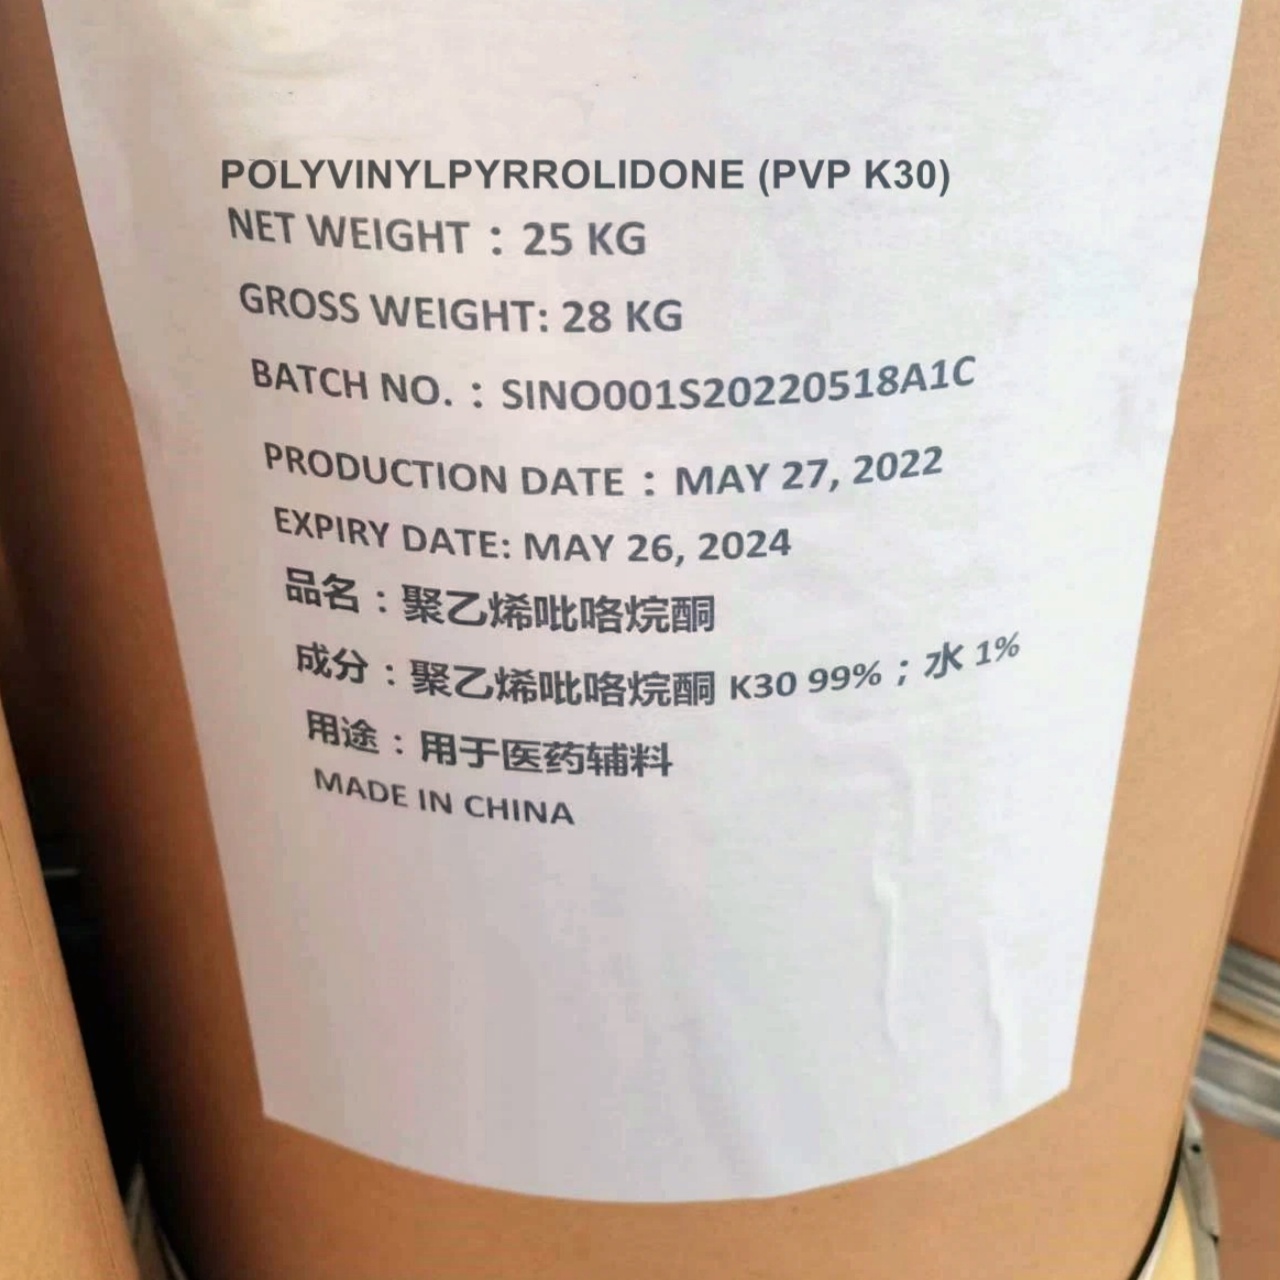 POLYVINYLPYRROLIDONE (PVP K30)
NET WEIGHT：25 KG
GROSS WEIGHT: 28 KG
BATCH NO.：SINO001S20220518A1C
PRODUCTION DATE：MAY 27, 2022
EXPIRY DATE: MAY 26, 2024
品名：聚乙烯吡咯烷酮
成分：聚乙烯吡咯烷酮 K30 99%；水 1%
用途：用于医药辅料
MADE IN CHINA